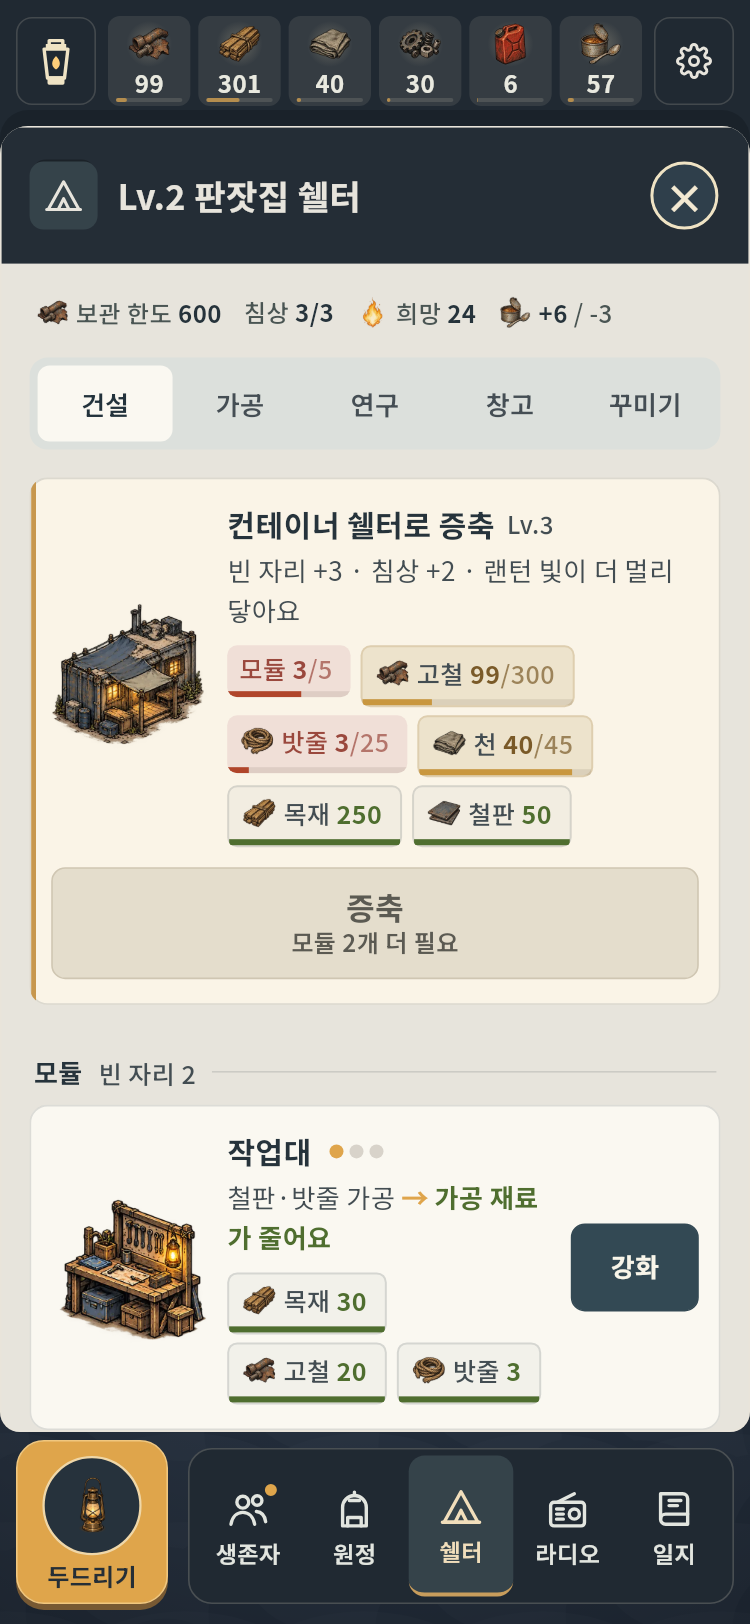 99 301 40 30 6 57
Lv.2 판잣집 쉘터
보관 한도 600 침상 3/3 희망 24 +6 / -3
건설 가공 연구 창고 꾸미기
컨테이너 쉘터로 증축 Lv.3
빈 자리 +3 · 침상 +2 · 랜턴 빛이 더 멀리
닿아요
모듈 3/5 고철 99/300
밧줄 3/25 천 40/45
목재 250 철판 50
증축
모듈 2개 더 필요
모듈 빈 자리 2
작업대
철판·밧줄 가공 → 가공 재료
가 줄어요
강화
목재 30
고철 20 밧줄 3
두드리기 생존자 원정 쉘터 라디오 일지